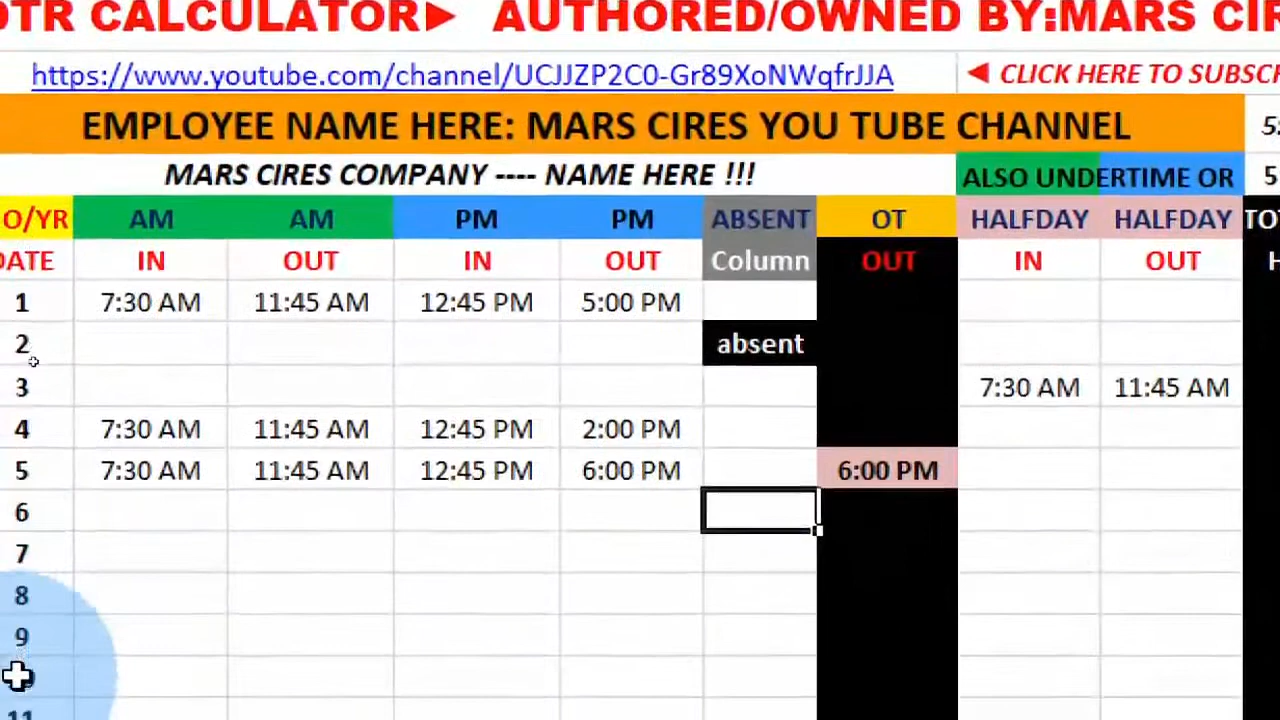 DTR CALCULATOR► AUTHORED/OWNED BY:MARS CIR
https://www.youtube.com/channel/UCJJZP2C0-Gr89XoNWqfrJJA ◄ CLICK HERE TO SUBSC
EMPLOYEE NAME HERE: MARS CIRES YOU TUBE CHANNEL 5:
MARS CIRES COMPANY ---- NAME HERE !!! ALSO UNDERTIME OR 5
O/YR AM AM PM PM ABSENT OT HALFDAY HALFDAY TO
DATE IN OUT IN OUT Column OUT IN OUT H
1 7:30 AM 11:45 AM 12:45 PM 5:00 PM
2 absent
3 7:30 AM 11:45 AM
4 7:30 AM 11:45 AM 12:45 PM 2:00 PM
5 7:30 AM 11:45 AM 12:45 PM 6:00 PM 6:00 PM
6
7
8
9
11